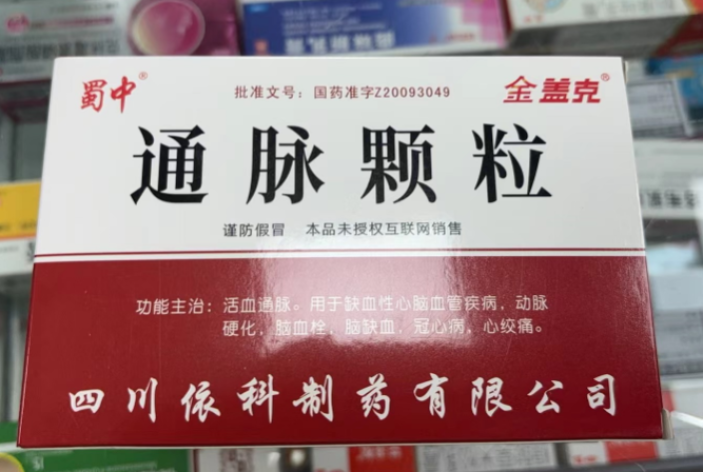 蜀中®
批准文号：国药准字Z20093049
金盖克®
通脉颗粒
谨防假冒 本品未授权互联网销售
功能主治：活血通脉。用于缺血性心脑血管疾病，动脉
硬化，脑血栓，脑缺血，冠心病，心绞痛。
四川依科制药有限公司